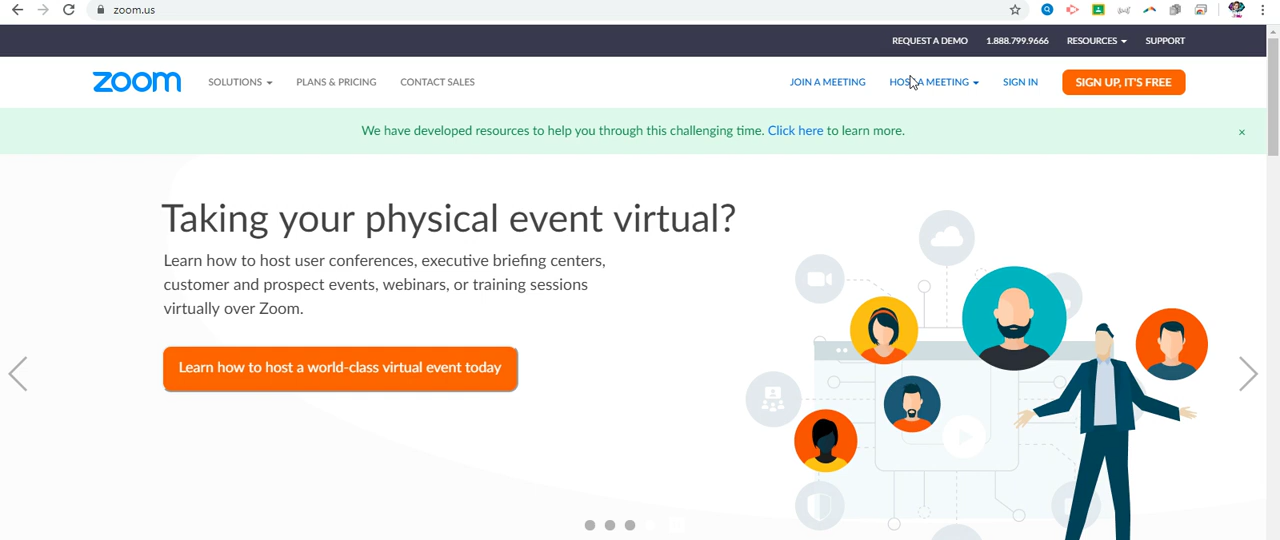 zoom.us
REQUEST A DEMO 1.888.799.9666 RESOURCES SUPPORT
zoom SOLUTIONS PLANS & PRICING CONTACT SALES JOIN A MEETING HOST A MEETING SIGN IN SIGN UP, IT'S FREE
We have developed resources to help you through this challenging time. Click here to learn more. ×
Taking your physical event virtual?
Learn how to host user conferences, executive briefing centers,
customer and prospect events, webinars, or training sessions
virtually over Zoom.
Learn how to host a world-class virtual event today